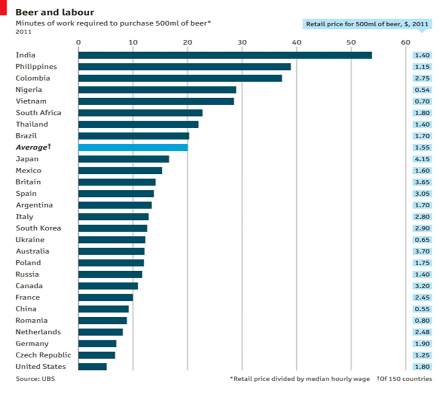 Beer and labour
Minutes of work required to purchase 500ml of beer*
2011
Retail price for 500ml of beer, $, 2011
0 10 20 30 40 50 60
India 1.40
Philippines 1.15
Colombia 2.75
Nigeria 0.54
Vietnam 0.70
South Africa 1.80
Thailand 1.40
Brazil 1.70
Average† 1.55
Japan 4.15
Mexico 1.60
Britain 3.65
Spain 3.05
Argentina 1.70
Italy 2.80
South Korea 2.90
Ukraine 0.65
Australia 3.70
Poland 1.75
Russia 1.40
Canada 3.20
France 2.45
China 0.55
Romania 0.80
Netherlands 2.48
Germany 1.90
Czech Republic 1.25
United States 1.80
Source: UBS *Retail price divided by median hourly wage †Of 150 countries